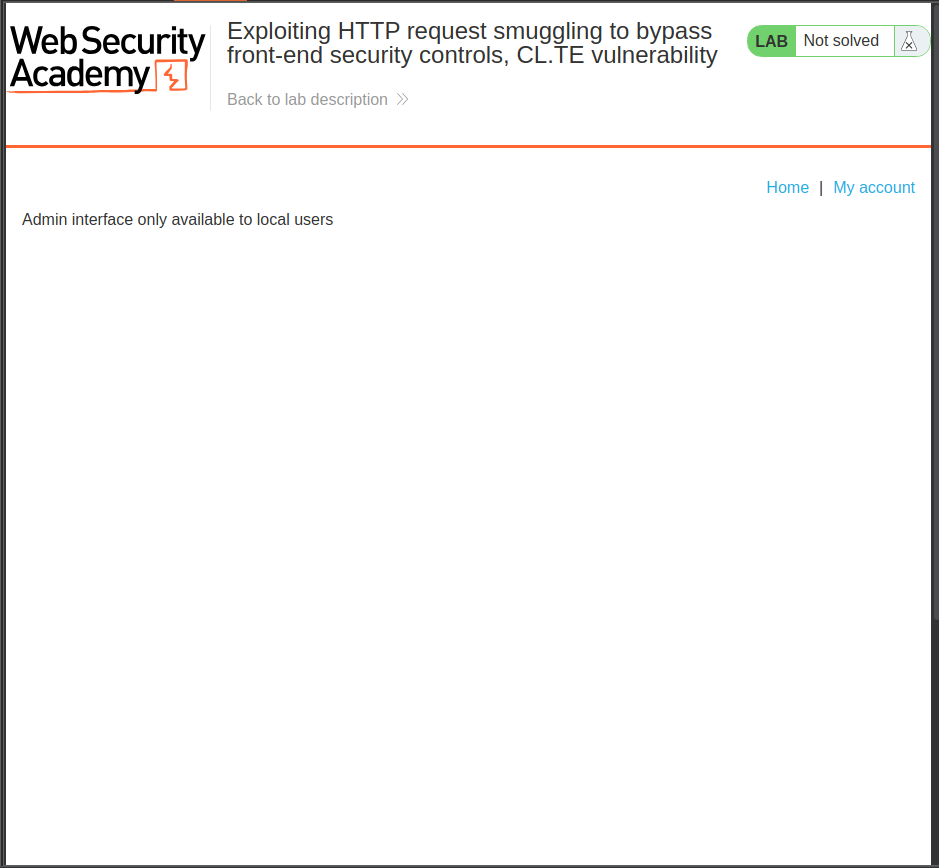 Web Security
Academy
Exploiting HTTP request smuggling to bypass
front-end security controls, CL.TE vulnerability
Back to lab description
LAB Not solved
Home | My account
Admin interface only available to local users